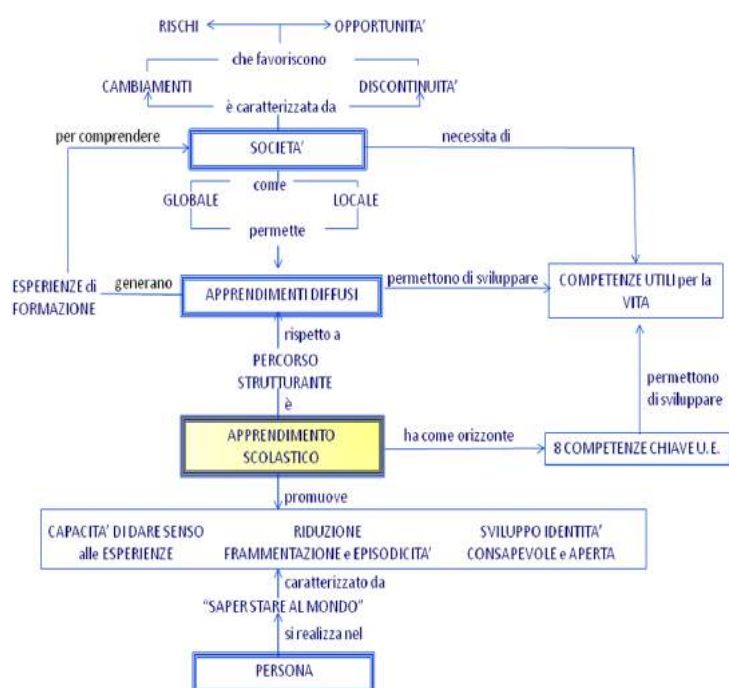 RISCHI OPPORTUNITA'
che favoriscono
CAMBIAMENTI DISCONTINUITA'
è caratterizzata da
per comprendere
SOCIETA'
necessita di
come
GLOBALE LOCALE
permette
ESPERIENZE di
FORMAZIONE
generano
APPRENDIMENTI DIFFUSI
permettono di sviluppare
COMPETENZE UTILI per la
VITA
rispetto a
PERCORSO
STRUTTURANTE
è
permettono
di sviluppare
APPRENDIMENTO
SCOLASTICO
ha come orizzonte
8 COMPETENZE CHIAVE U.E.
promuove
CAPACITA' DI DARE SENSO
alle ESPERIENZE
RIDUZIONE
FRAMMENTAZIONE e EPISODICITA'
SVILUPPO IDENTITA'
CONSAPEVOLE e APERTA
caratterizzato da
"SAPER STARE AL MONDO"
si realizza nel
PERSONA